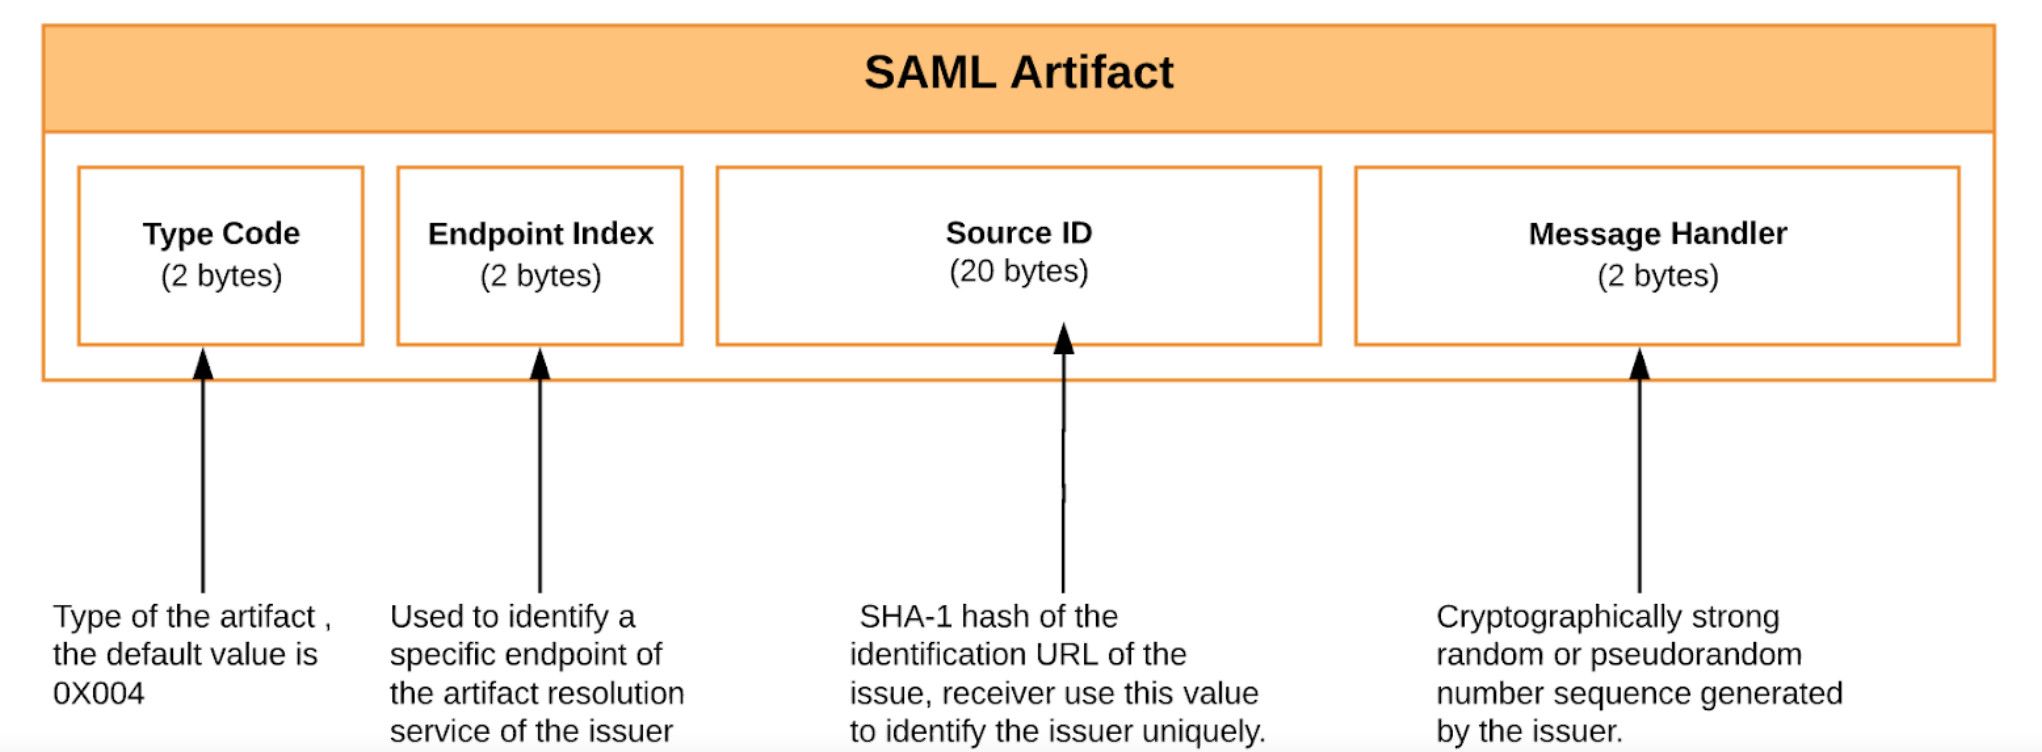 SAML Artifact
Type Code
(2 bytes)
Endpoint Index
(2 bytes)
Source ID
(20 bytes)
Message Handler
(2 bytes)
Type of the artifact ,
the default value is
0X004
Used to identify a
specific endpoint of
the artifact resolution
service of the issuer
SHA-1 hash of the
identification URL of the
issue, receiver use this value
to identify the issuer uniquely.
Cryptographically strong
random or pseudorandom
number sequence generated
by the issuer.